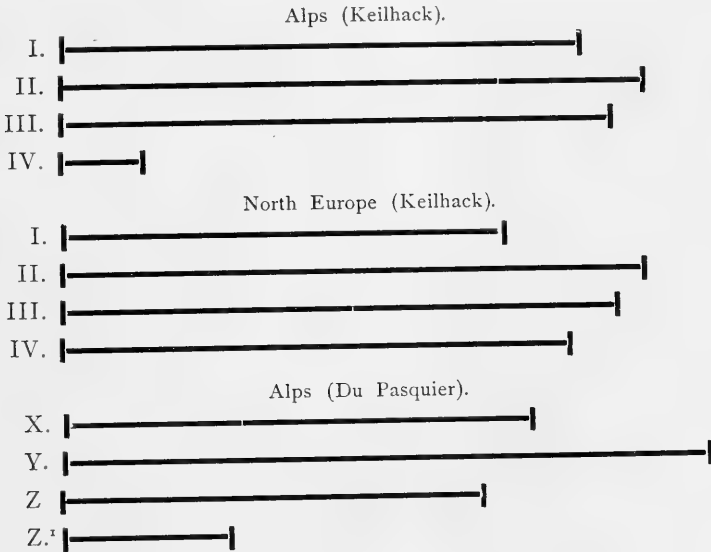 Alps (Keilhack).
I.
II.
III.
IV.
North Europe (Keilhack).
I.
II.
III.
IV.
Alps (Du Pasquier).
X.
Y.
Z
Z.¹